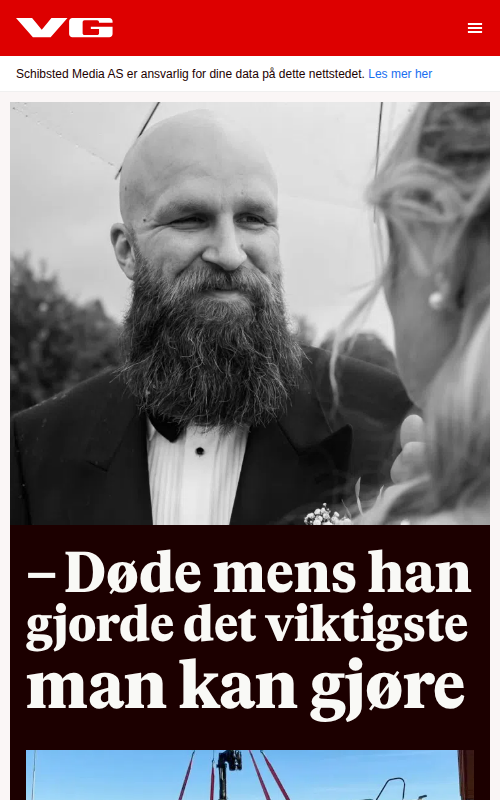 VG
Schibsted Media AS er ansvarlig for dine data på dette nettstedet. Les mer her
– Døde mens han
gjorde det viktigste
man kan gjøre